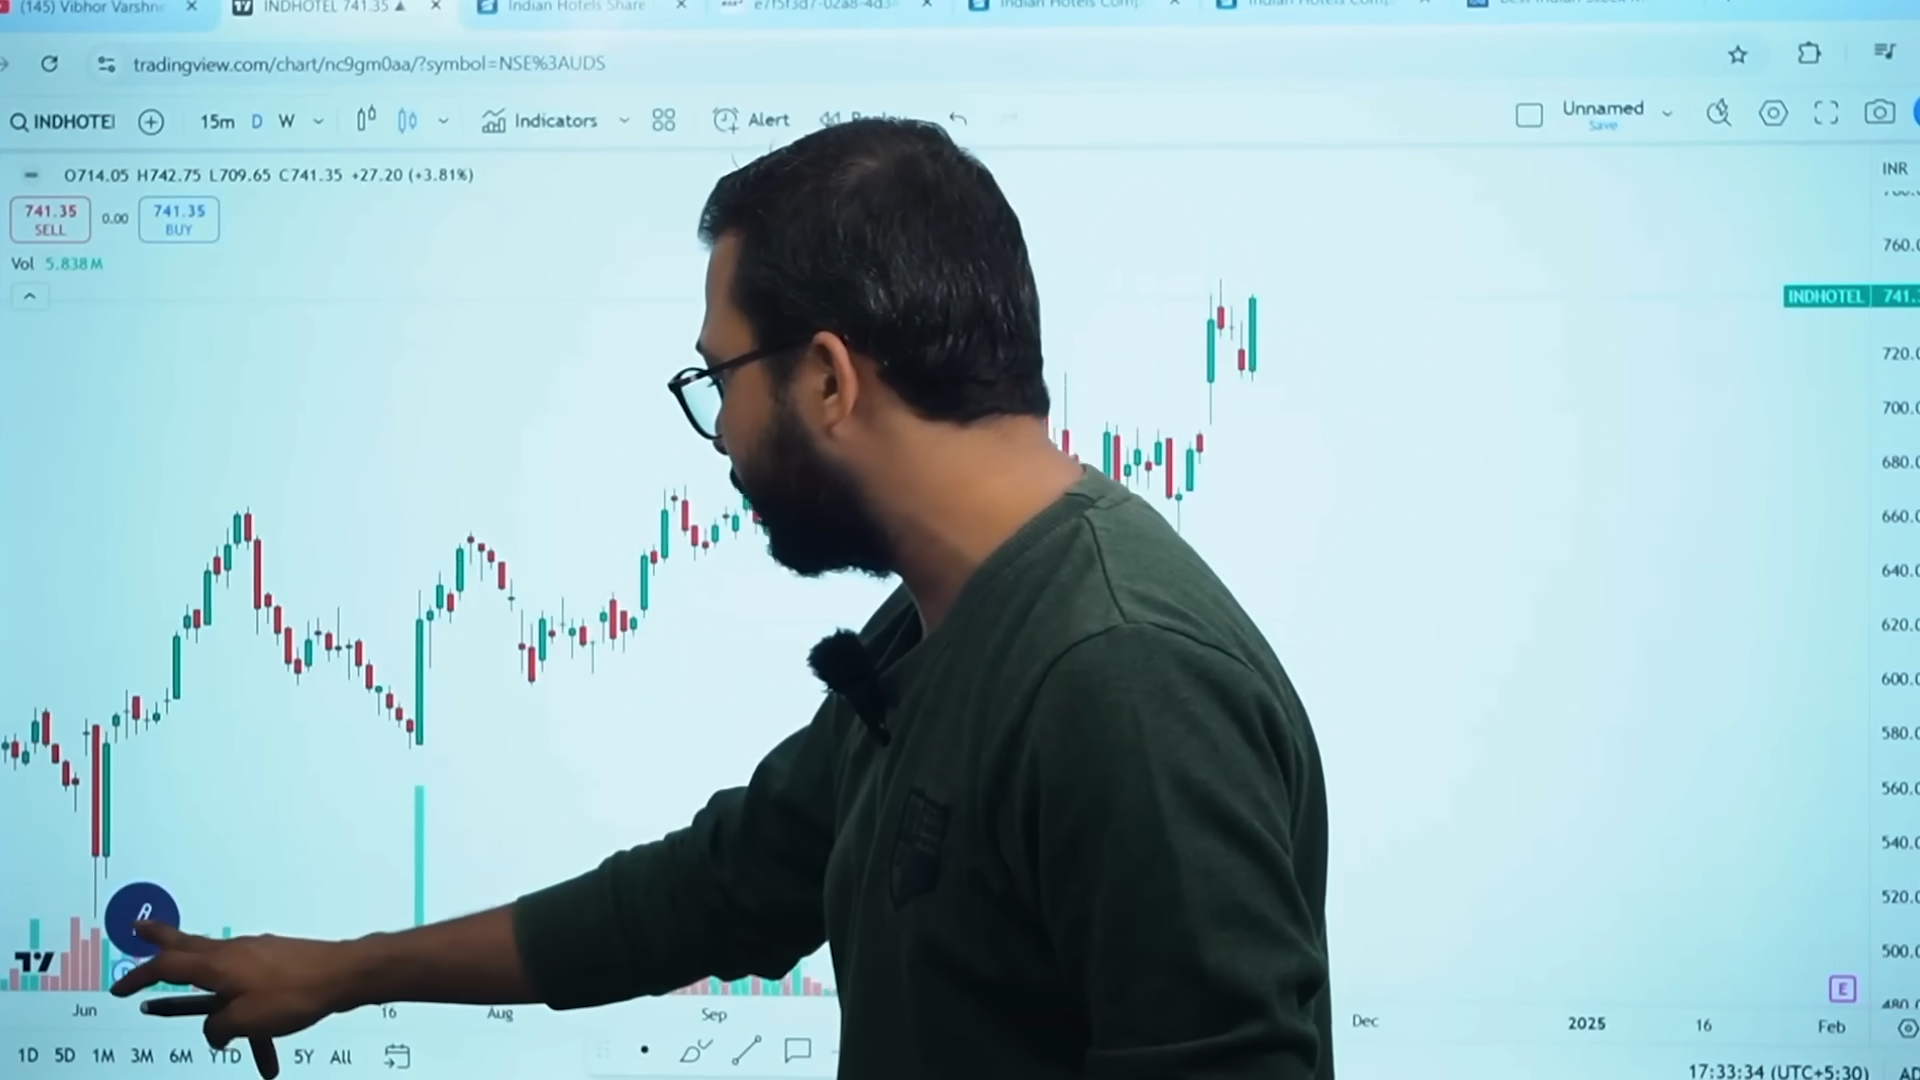 (145) Vibhor Varshne
INDHOTEL 741.35 ▲
Indian Hotels Share
tradingview.com/chart/nc9gm0aa/?symbol=NSE%3AUDS
INDHOTEL
15m D W
Indicators
Alert
Unnamed
Save
O714.05 H742.75 L709.65 C741.35 +27.20 (+3.81%)
INR
741.35
SELL
0.00
741.35
BUY
Vol 5.838M
760.0
INDHOTEL 741.
720.0
700.0
680.0
660.0
640.0
620.0
600.0
580.0
560.0
540.0
520.0
500.0
480.0
E
Jun 16 Aug Sep Dec 2025 16 Feb
1D 5D 1M 3M 6M YTD 5Y All
17:33:34 (UTC+5:30) AD